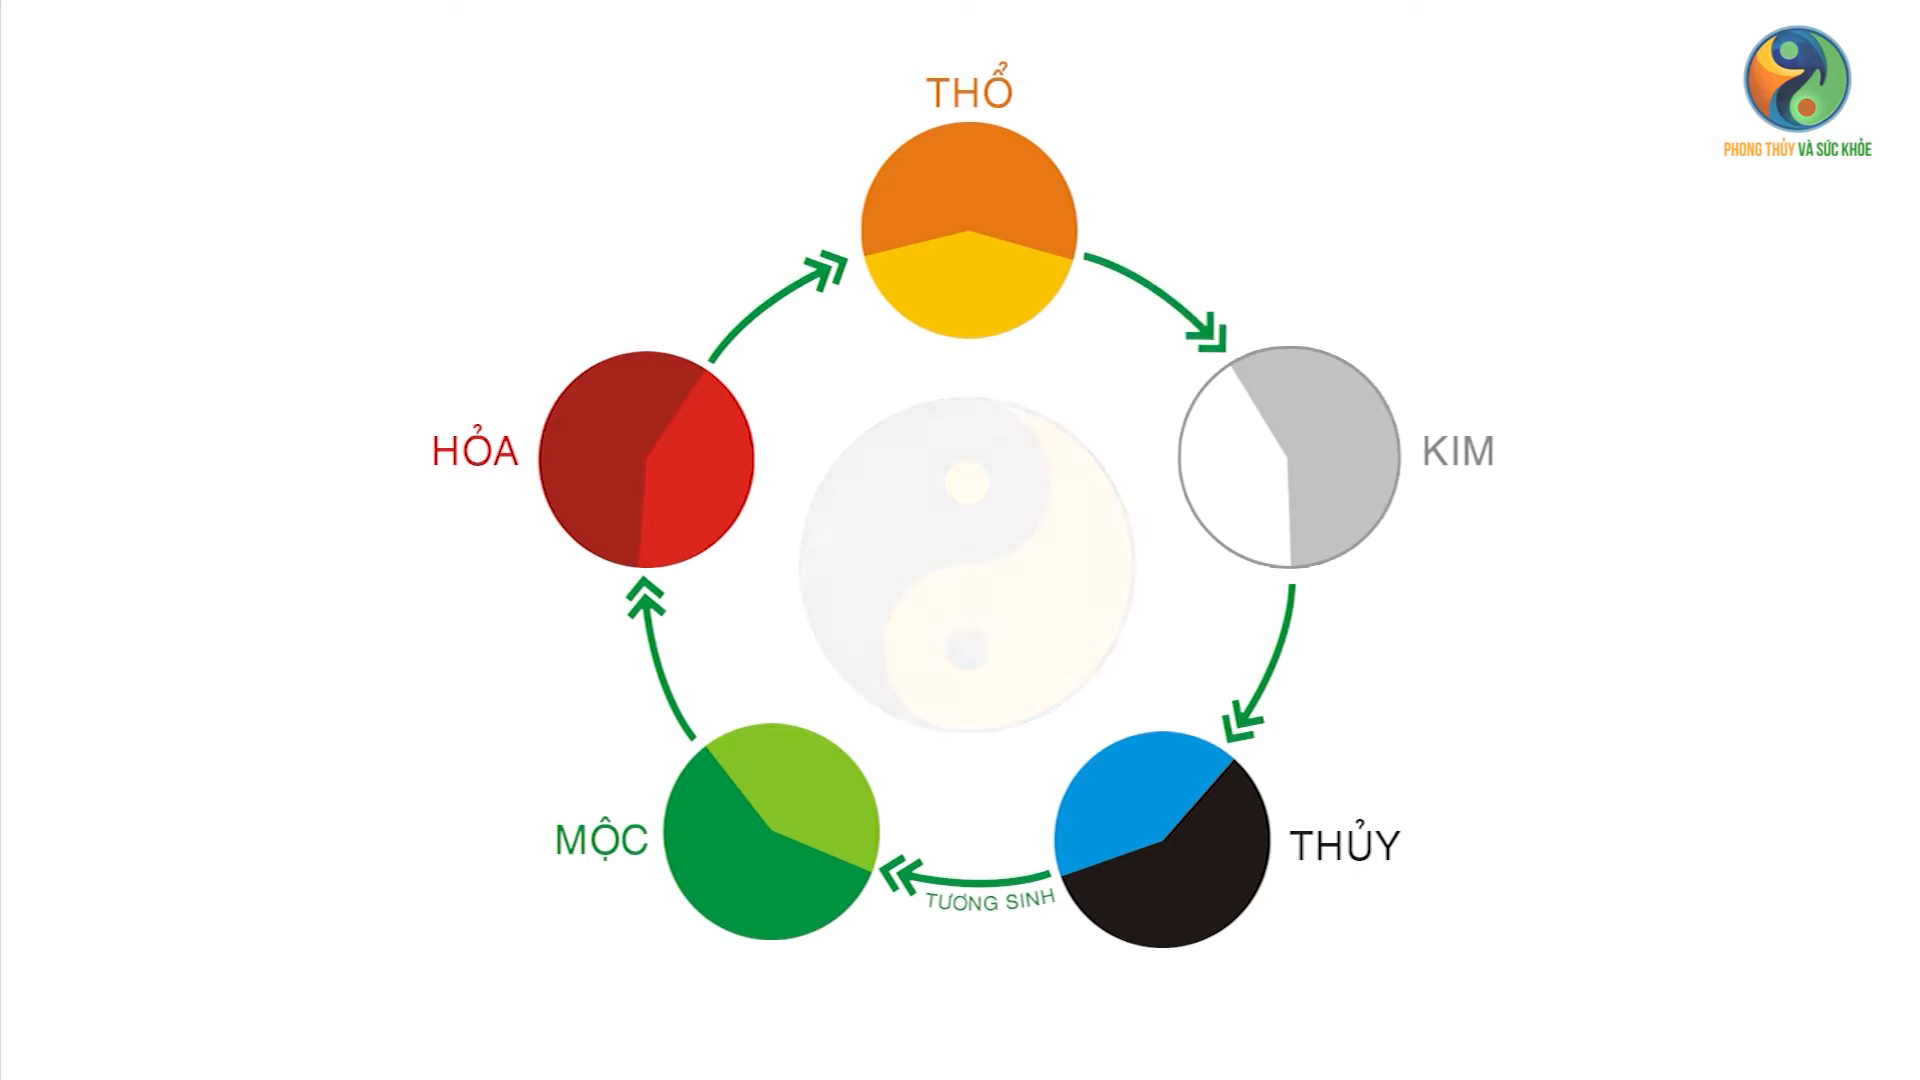 THỔ
PHONG THỦY VÀ SỨC KHỎE
HỎA
KIM
MỘC
THỦY
TƯƠNG SINH